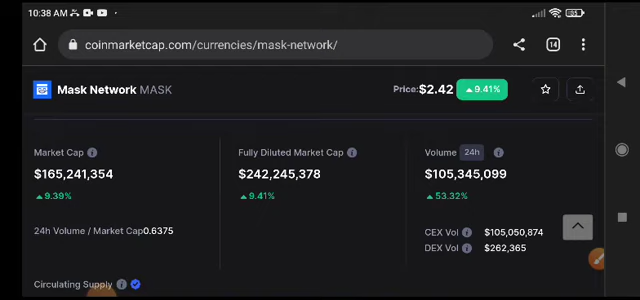 10:38 AM
coinmarketcap.com/currencies/mask-network/
14
Mask Network MASK
Price:$2.42 9.41%
Market Cap
Fully Diluted Market Cap
Volume 24h
$165,241,354
$242,245,378
$105,345,099
9.39%
9.41%
53.32%
24h Volume / Market Cap0.6375
CEX Vol $105,050,874
DEX Vol $262,365
Circulating Supply